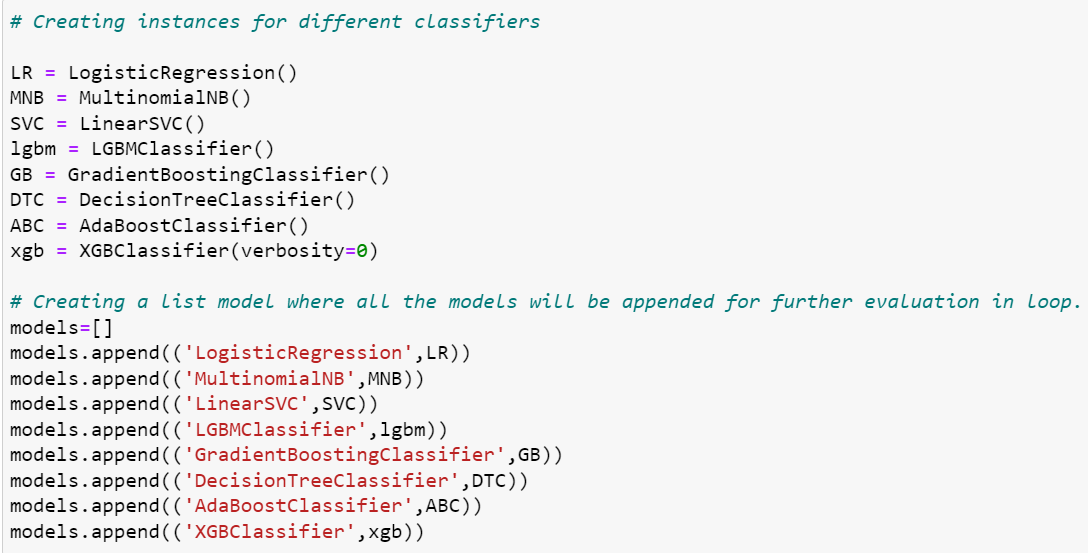 # Creating instances for different classifiers
LR = LogisticRegression()
MNB = MultinomialNB()
SVC = LinearSVC()
lgbm = LGBMClassifier()
GB = GradientBoostingClassifier()
DTC = DecisionTreeClassifier()
ABC = AdaBoostClassifier()
xgb = XGBClassifier(verbosity=0)
# Creating a list model where all the models will be appended for further evaluation in loop.
models=[]
models.append(('LogisticRegression',LR))
models.append(('MultinomialNB',MNB))
models.append(('LinearSVC',SVC))
models.append(('LGBMClassifier',lgbm))
models.append(('GradientBoostingClassifier',GB))
models.append(('DecisionTreeClassifier',DTC))
models.append(('AdaBoostClassifier',ABC))
models.append(('XGBClassifier',xgb))